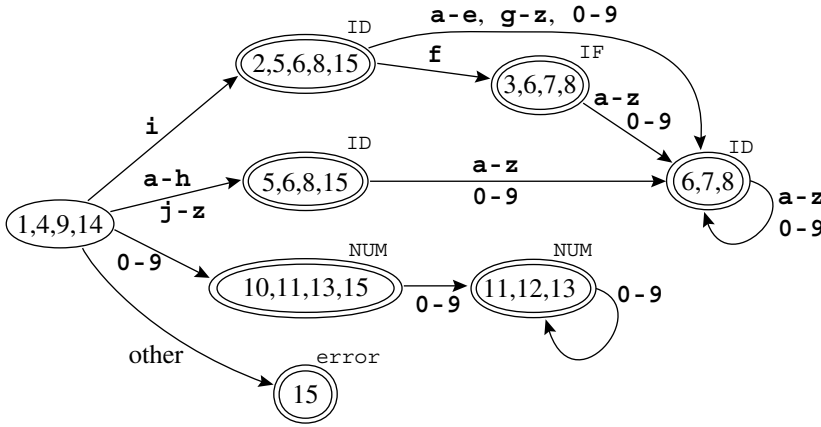 ID
a-e, g-z, 0-9
2,5,6,8,15
f
IF
3,6,7,8
a-z
0-9
i
ID
ID
a-h
j-z
5,6,8,15
a-z
0-9
6,7,8
a-z
0-9
1,4,9,14
0-9
NUM
NUM
10,11,13,15
0-9
11,12,13
0-9
other
error
15